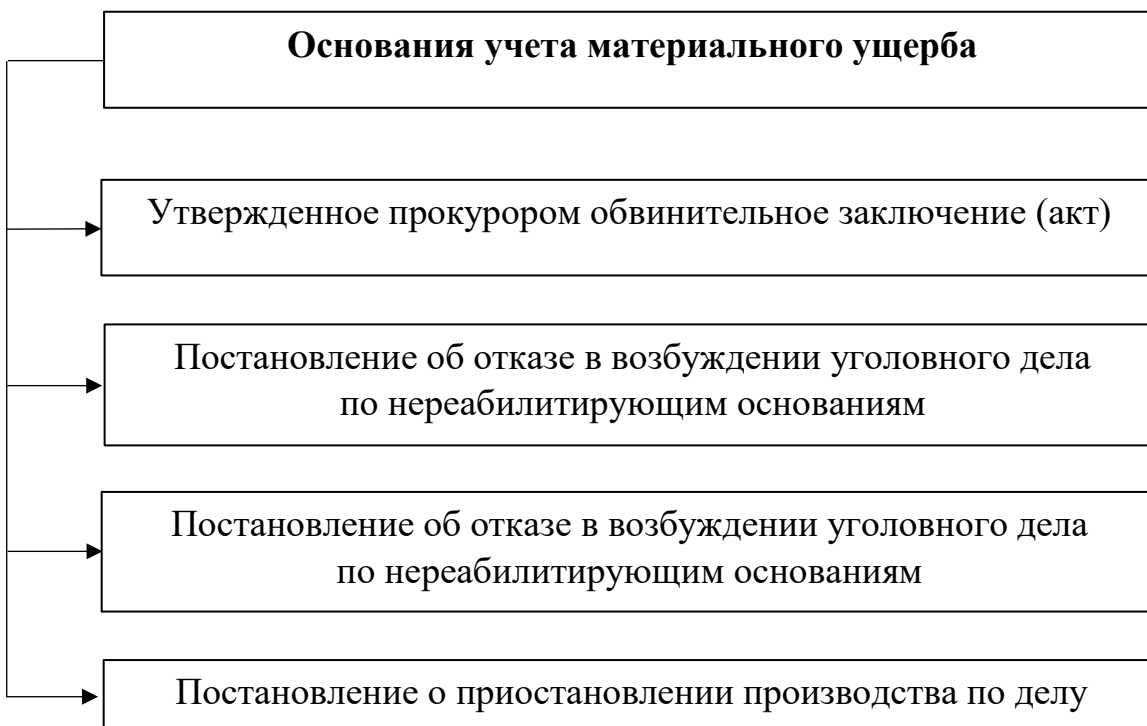 Основания учета материального ущерба
Утвержденное прокурором обвинительное заключение (акт)
Постановление об отказе в возбуждении уголовного дела
по нереабилитирующим основаниям
Постановление об отказе в возбуждении уголовного дела
по нереабилитирующим основаниям
Постановление о приостановлении производства по делу